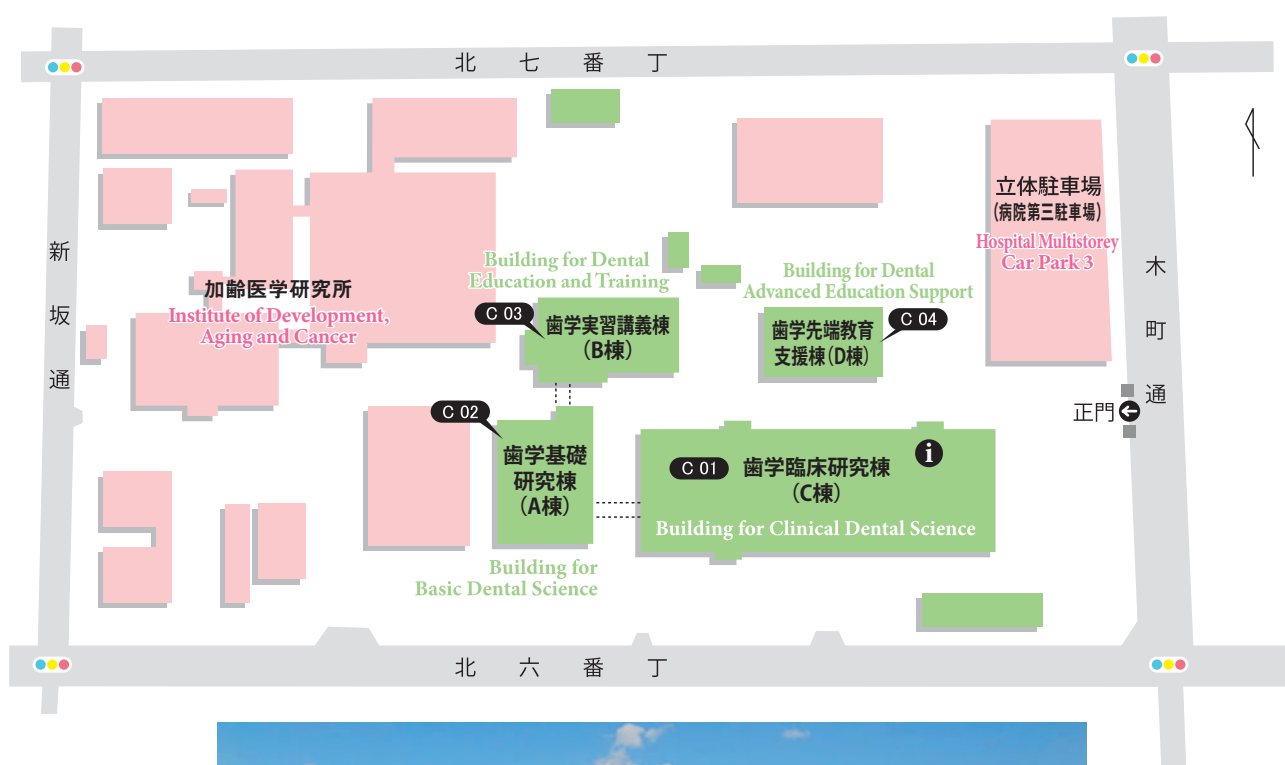 北七番丁
新坂通
木町通
立体駐車場
(病院第三駐車場)
Hospital Multistorey
Car Park 3
加齢医学研究所
Institute of Development,
Aging and Cancer
Building for Dental
Education and Training
C 03
歯学実習講義棟
(B棟)
Building for Dental
Advanced Education Support
C 04
歯学先端教育
支援棟(D棟)
正門
C 02
歯学基礎
研究棟
(A棟)
Building for
Basic Dental Science
C 01
歯学臨床研究棟
(C棟)
i
Building for Clinical Dental Science
北六番丁